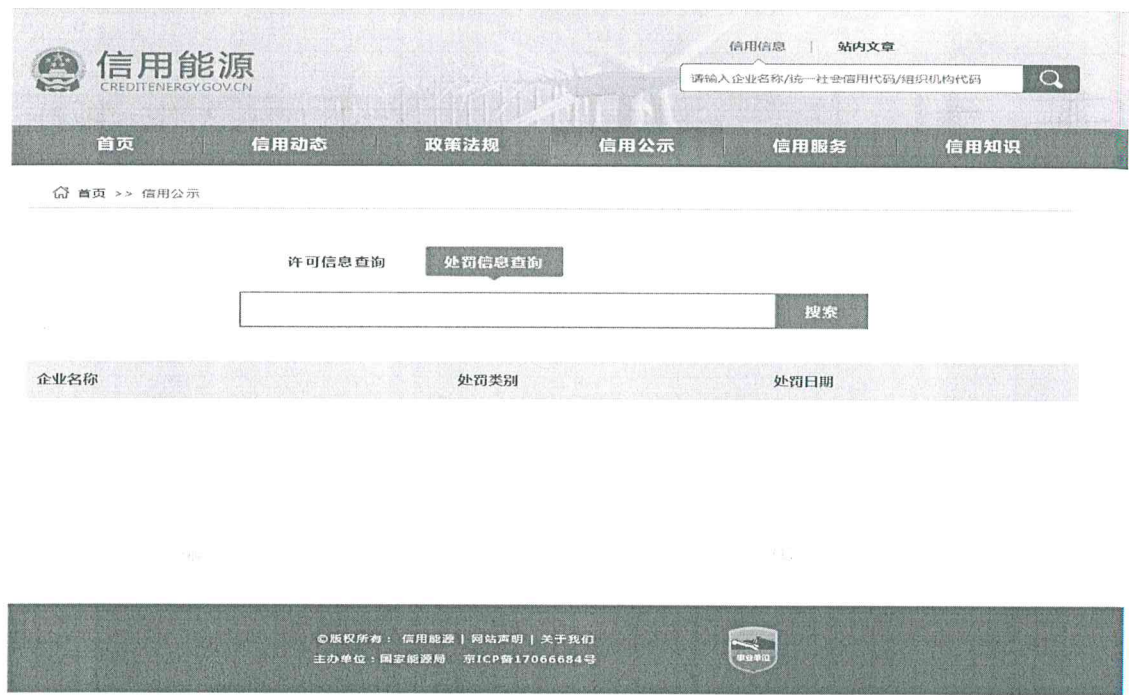 信用信息 | 站内文章
信用能源
CREDITENERGY.GOV.CN
请输入企业名称/统一社会信用代码/组织机构代码
首页 信用动态 政策法规 信用公示 信用服务 信用知识
首页 >> 信用公示
许可信息查询 处罚信息查询
搜索
企业名称 处罚类别 处罚日期
©版权所有: 信用能源 | 网站声明 | 关于我们
主办单位:国家能源局 京ICP备17066684号
事业单位